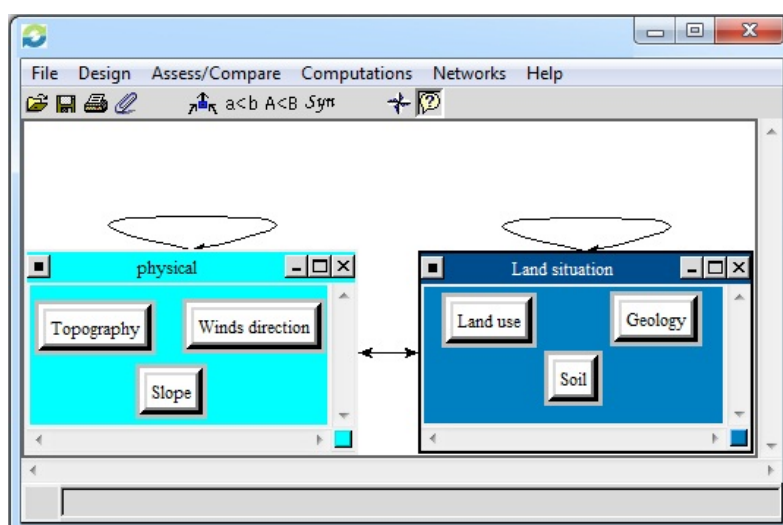 File Design Assess/Compare Computations Networks Help
a<b A<B Syn
physical
Topography
Winds direction
Slope
Land situation
Land use
Geology
Soil